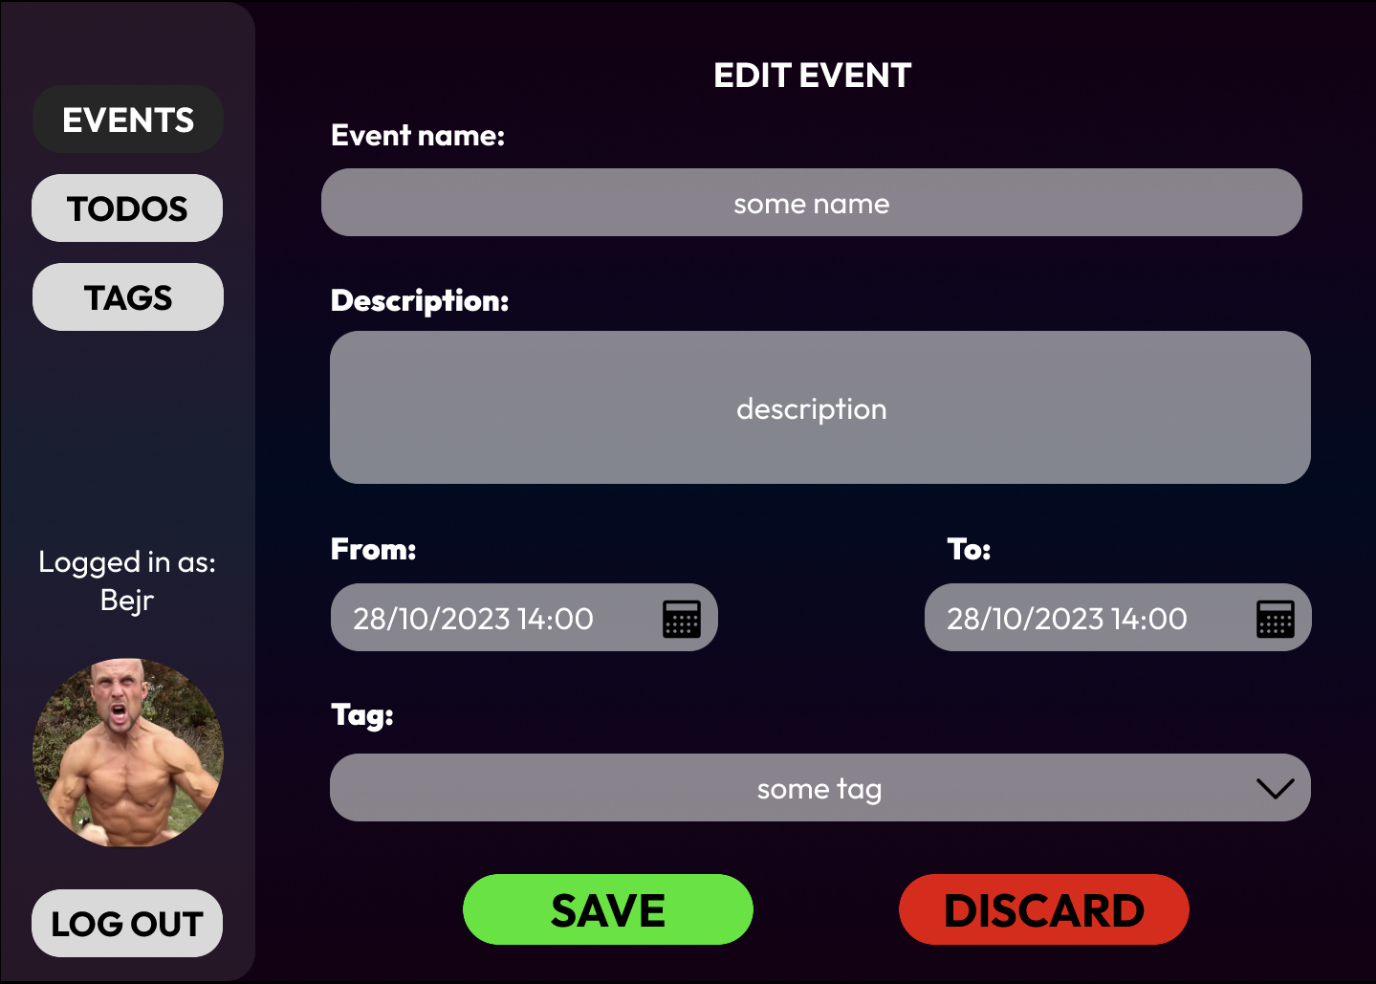 EVENTS
TODOS
TAGS
Logged in as:
Bejr
LOG OUT
EDIT EVENT
Event name:
some name
Description:
description
From:
28/10/2023 14:00
To:
28/10/2023 14:00
Tag:
some tag
SAVE
DISCARD